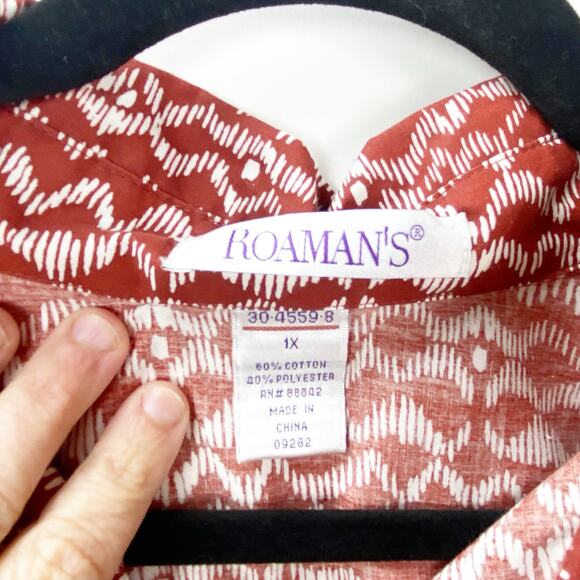 ROAMAN'S®
30-4559-8
1X
60% COTTON
40% POLYESTER
RN# 88842
MADE IN
CHINA
09282